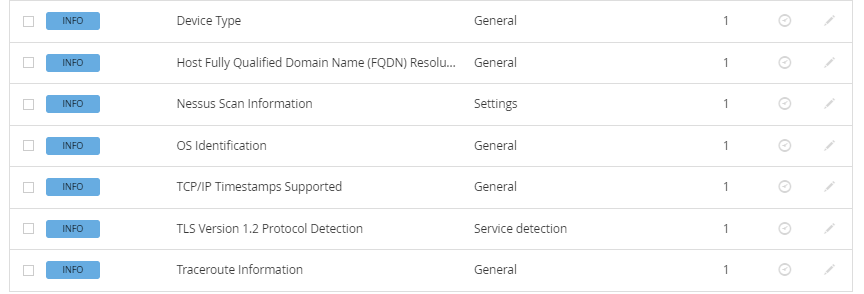 INFO Device Type General 1
INFO Host Fully Qualified Domain Name (FQDN) Resolu... General 1
INFO Nessus Scan Information Settings 1
INFO OS Identification General 1
INFO TCP/IP Timestamps Supported General 1
INFO TLS Version 1.2 Protocol Detection Service detection 1
INFO Traceroute Information General 1